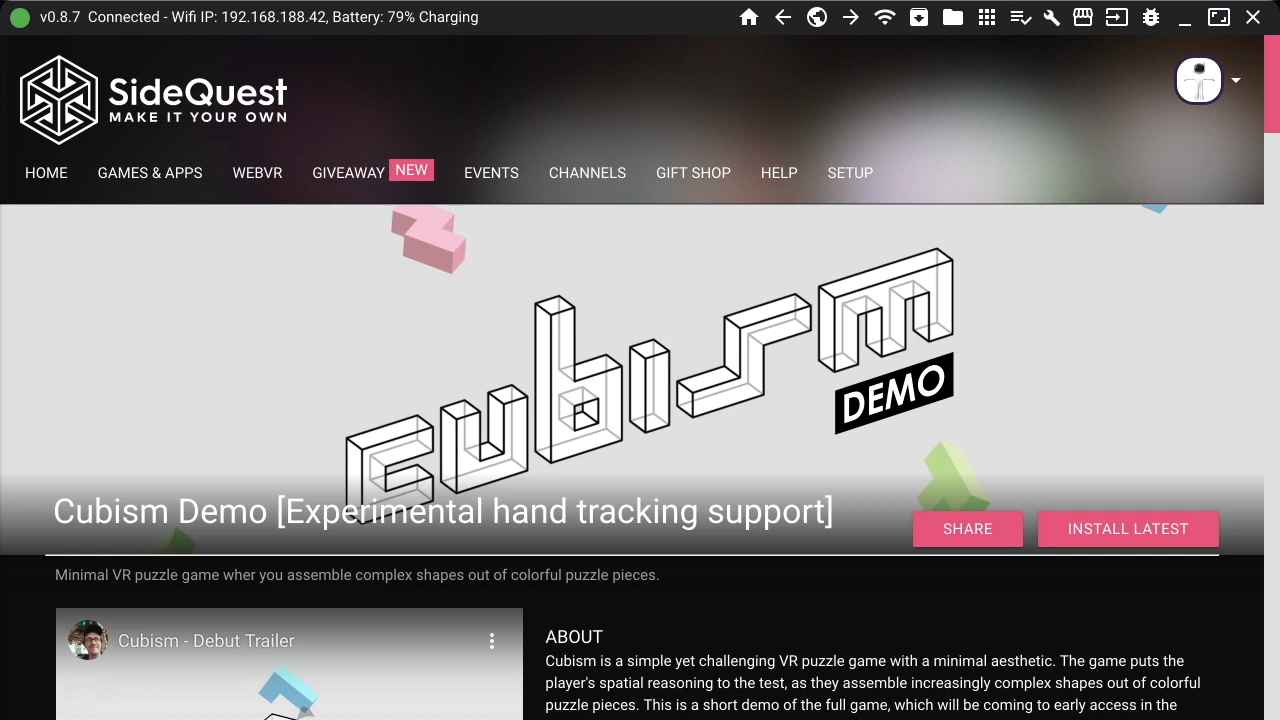 v0.8.7 Connected - Wifi IP: 192.168.188.42, Battery: 79% Charging
SideQuest
MAKE IT YOUR OWN
HOME GAMES & APPS WEBVR GIVEAWAY NEW EVENTS CHANNELS GIFT SHOP HELP SETUP
cubism
DEMO
Cubism Demo [Experimental hand tracking support]
SHARE INSTALL LATEST
Minimal VR puzzle game wher you assemble complex shapes out of colorful puzzle pieces.
Cubism - Debut Trailer
ABOUT
Cubism is a simple yet challenging VR puzzle game with a minimal aesthetic. The game puts the
player's spatial reasoning to the test, as they assemble increasingly complex shapes out of colorful
puzzle pieces. This is a short demo of the full game, which will be coming to early access in the